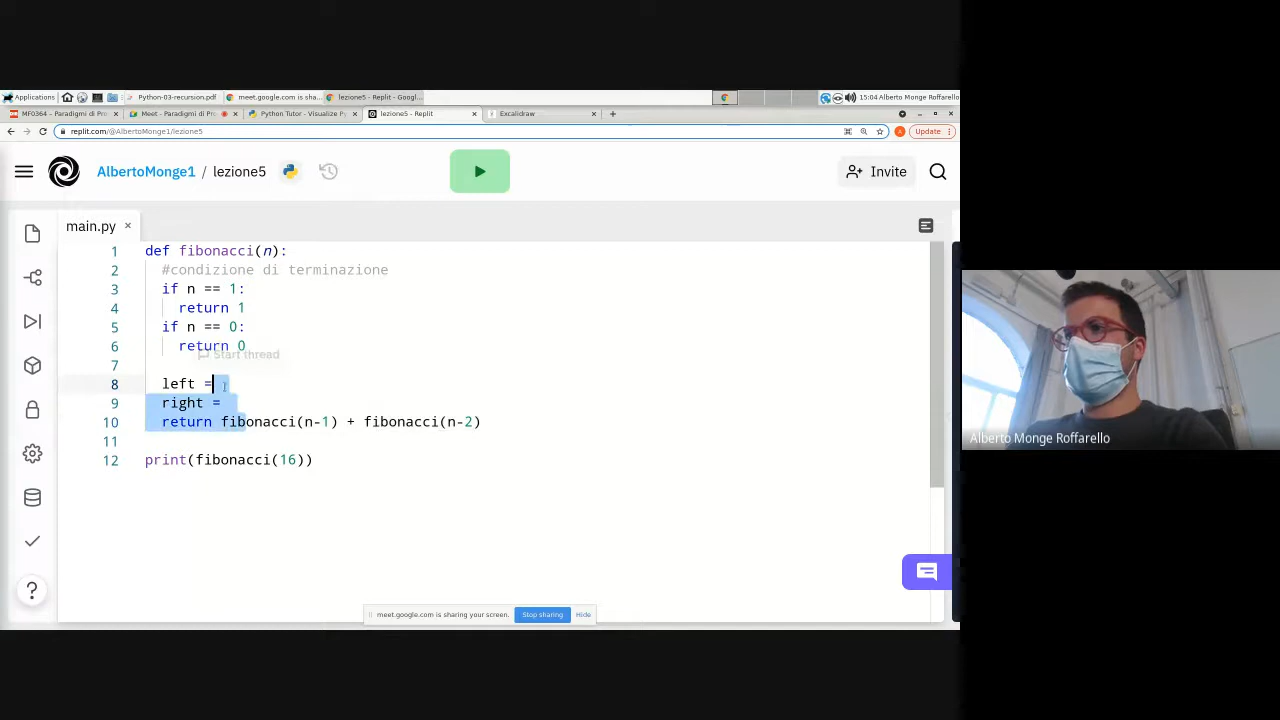 Applications
Python-03-recursion.pdf
meet.google.com is sha...
lezione5 - Replit - Googl...
15:04 Alberto Monge Roffarello
MF0364 - Paradigmi di Pro
Meet - Paradigmi di Pro
Python Tutor - Visualize Py
lezione5 - Replit
Excalidraw
replit.com/@AlbertoMonge1/lezione5
Update
AlbertoMonge1 / lezione5
Invite
main.py
1 def fibonacci(n):
2 #condizione di terminazione
3 if n == 1:
4 return 1
5 if n == 0:
6 return 0
Start thread
7
8 left =
9 right =
10 return fibonacci(n-1) + fibonacci(n-2)
11
12 print(fibonacci(16))
?
meet.google.com is sharing your screen.
Stop sharing
Hide
Alberto Monge Roffarello